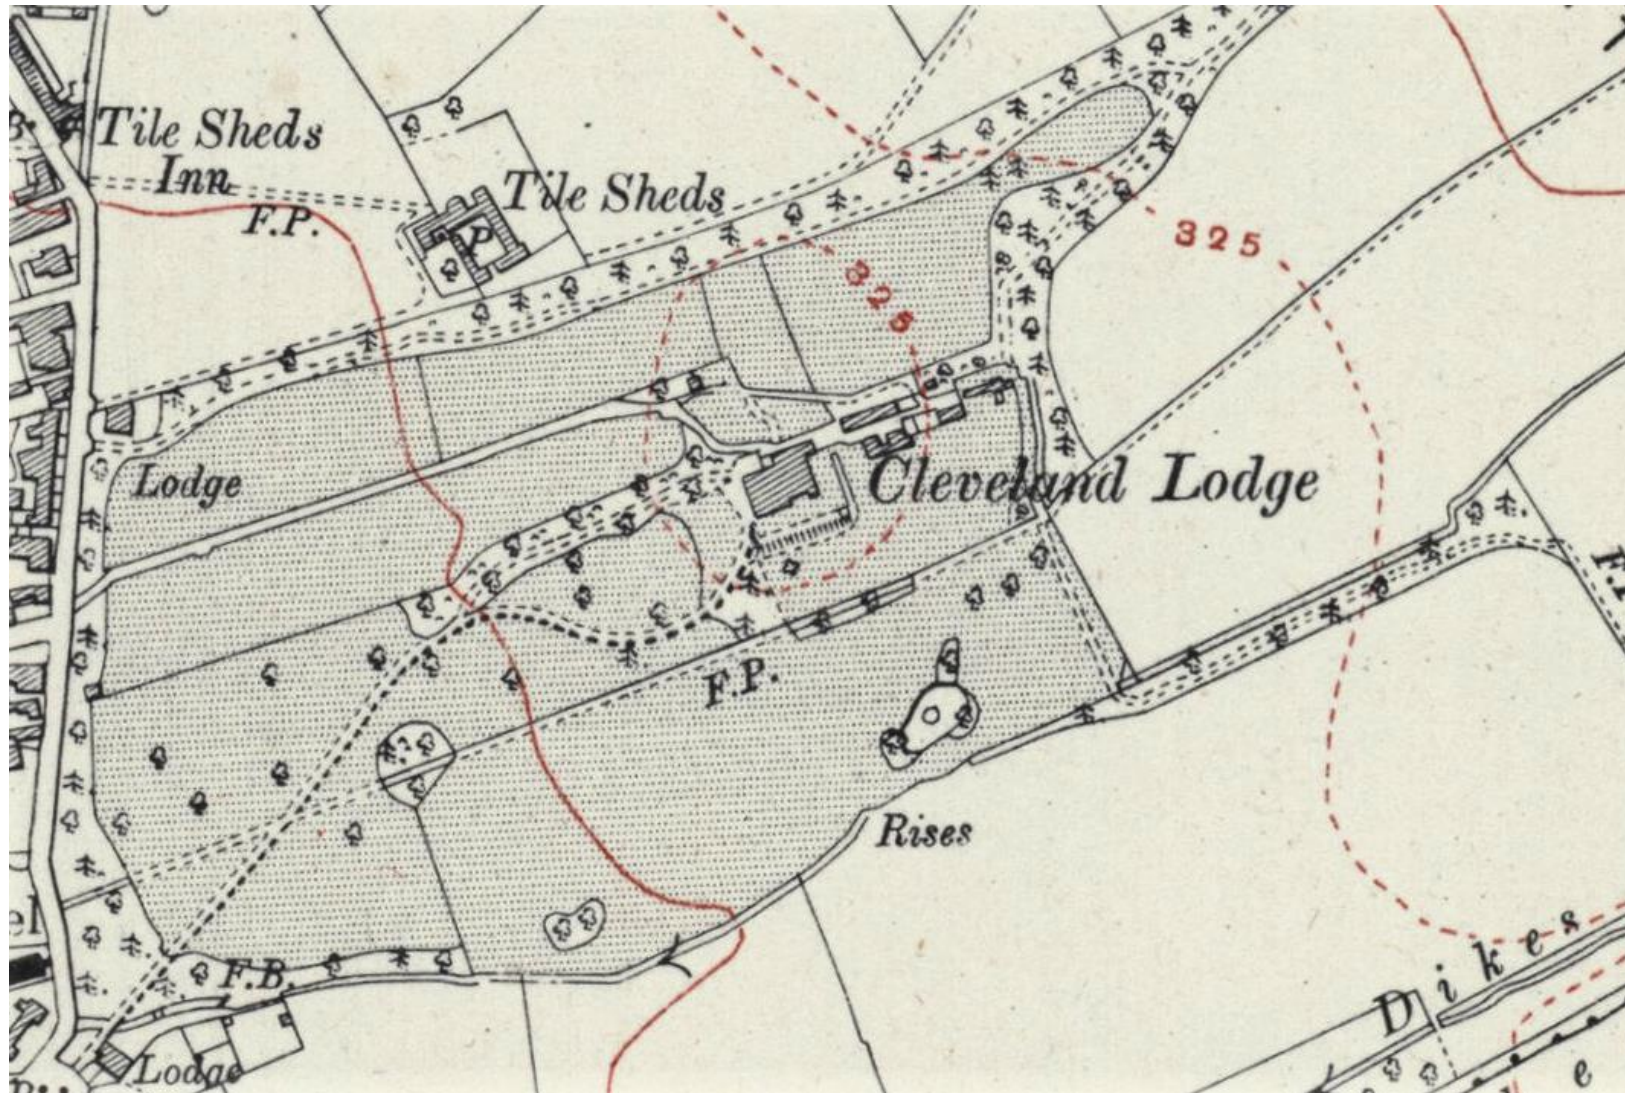 Tile Sheds
Inn
F.P.
Tile Sheds
P
325
325
Lodge
Cleveland Lodge
F.P.
Rises
F.B.
Lodge
Dikes